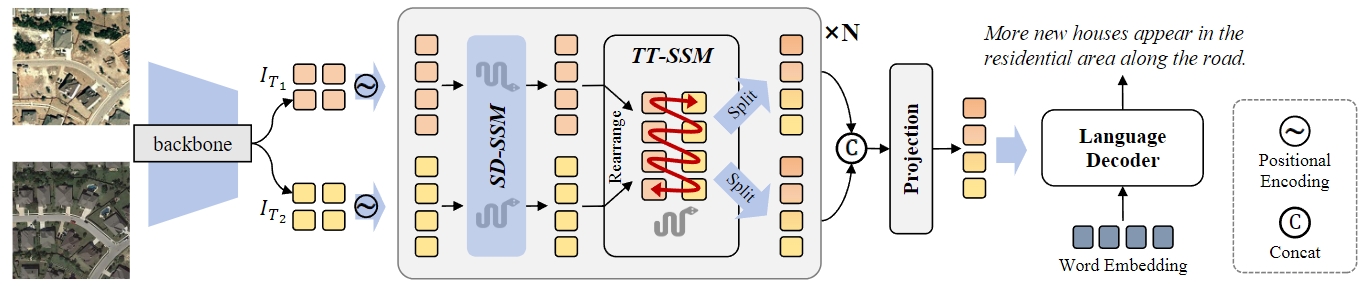 backbone
I_{T_1}
I_{T_2}
~
~
SD-SSM
Rearrange
TT-SSM
Split
Split
×N
C
Projection
More new houses appear in the
residential area along the road.
Language
Decoder
Word Embedding
~
Positional
Encoding
C
Concat